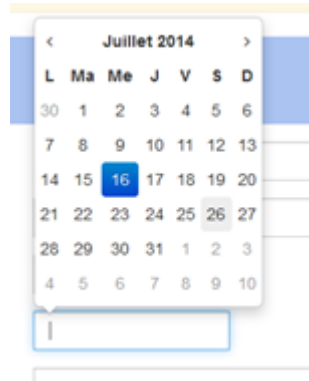 ‹ Juillet 2014 ›
L Ma Me J V S D
30 1 2 3 4 5 6
7 8 9 10 11 12 13
14 15 16 17 18 19 20
21 22 23 24 25 26 27
28 29 30 31 1 2 3
4 5 6 7 8 9 10